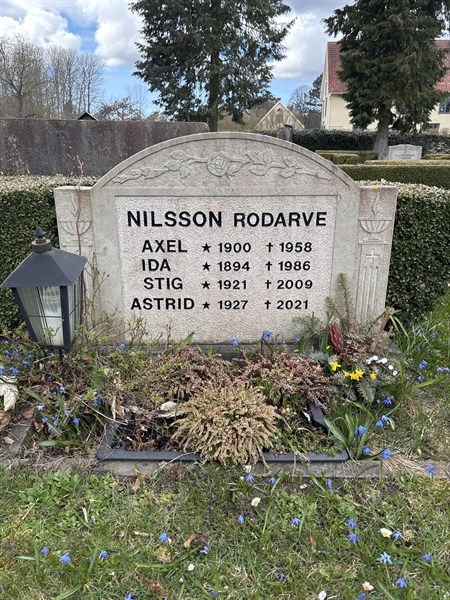 NILSSON RODARVE
AXEL ★ 1900 † 1958
IDA ★ 1894 † 1986
STIG ★ 1921 † 2009
ASTRID ★ 1927 † 2021